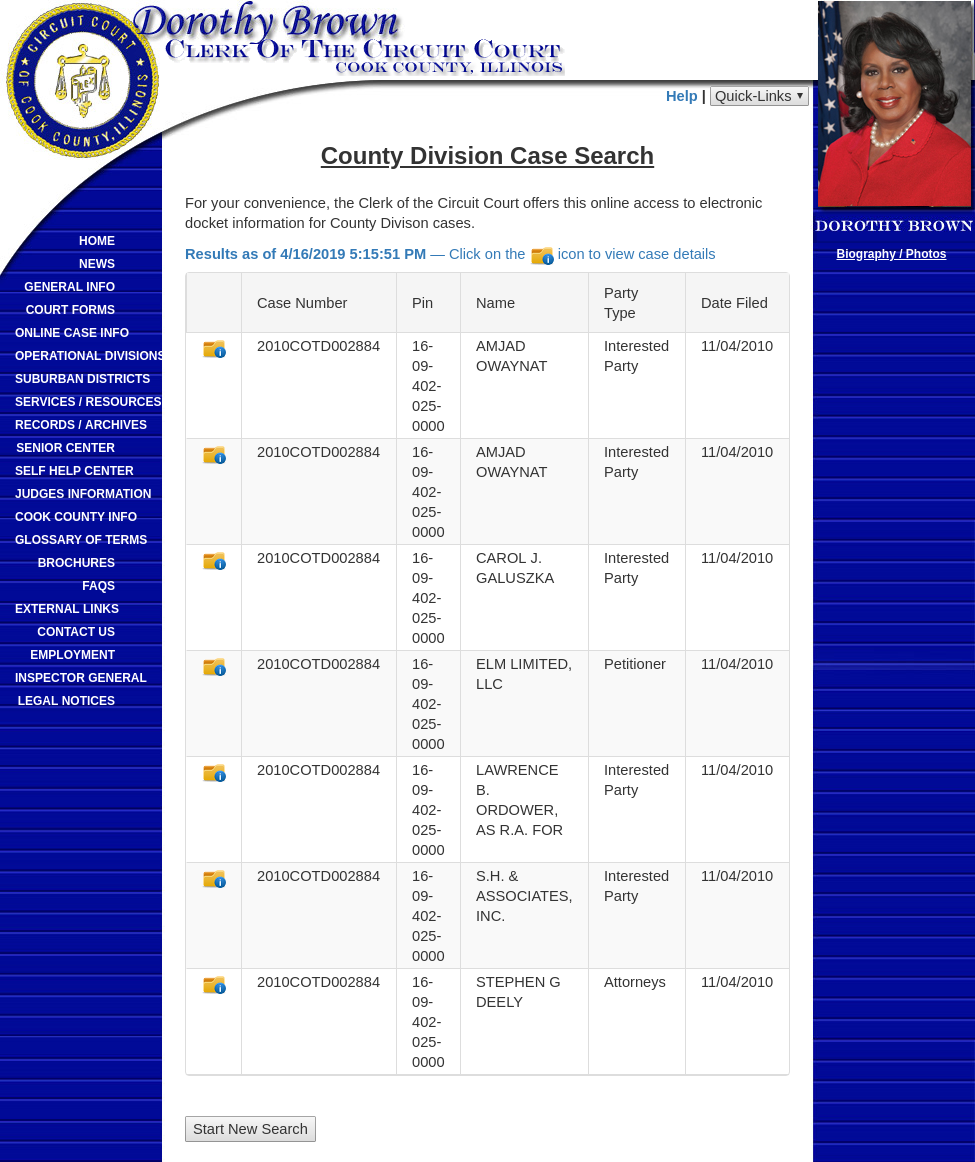 CIRCUIT COURT
OF COOK COUNTY, ILLINOIS
Dorothy Brown
Clerk Of The Circuit Court
Cook County, Illinois
Help | Quick-Links ▼
DOROTHY BROWN
Biography / Photos
HOME
NEWS
GENERAL INFO
COURT FORMS
ONLINE CASE INFO
OPERATIONAL DIVISIONS
SUBURBAN DISTRICTS
SERVICES / RESOURCES
RECORDS / ARCHIVES
SENIOR CENTER
SELF HELP CENTER
JUDGES INFORMATION
COOK COUNTY INFO
GLOSSARY OF TERMS
BROCHURES
FAQS
EXTERNAL LINKS
CONTACT US
EMPLOYMENT
INSPECTOR GENERAL
LEGAL NOTICES
County Division Case Search
For your convenience, the Clerk of the Circuit Court offers this online access to electronic
docket information for County Divison cases.
Results as of 4/16/2019 5:15:51 PM — Click on the icon to view case details
Case Number Pin Name Party Type Date Filed
2010COTD002884 16-09-402-025-0000 AMJAD OWAYNAT Interested Party 11/04/2010
2010COTD002884 16-09-402-025-0000 AMJAD OWAYNAT Interested Party 11/04/2010
2010COTD002884 16-09-402-025-0000 CAROL J. GALUSZKA Interested Party 11/04/2010
2010COTD002884 16-09-402-025-0000 ELM LIMITED, LLC Petitioner 11/04/2010
2010COTD002884 16-09-402-025-0000 LAWRENCE B. ORDOWER, AS R.A. FOR Interested Party 11/04/2010
2010COTD002884 16-09-402-025-0000 S.H. & ASSOCIATES, INC. Interested Party 11/04/2010
2010COTD002884 16-09-402-025-0000 STEPHEN G DEELY Attorneys 11/04/2010
Start New Search